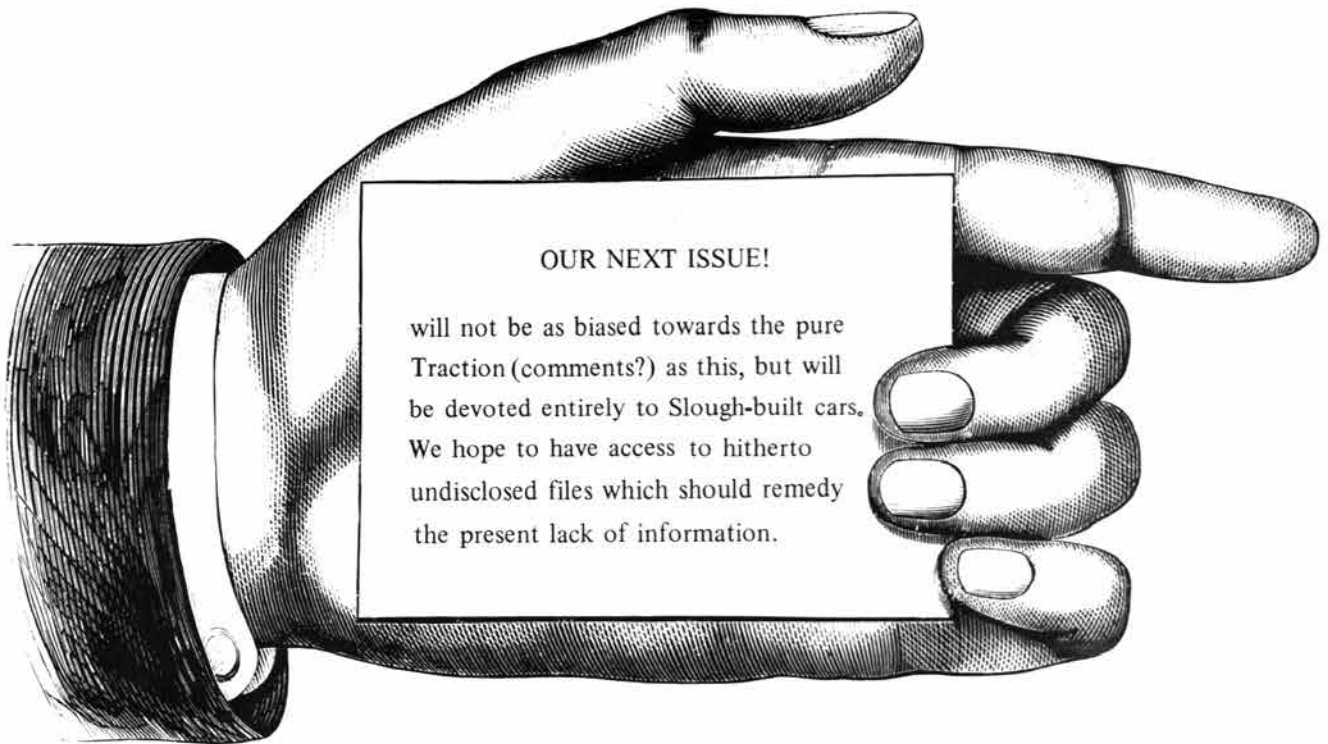 OUR NEXT ISSUE!
will not be as biased towards the pure
Traction (comments?) as this, but will
be devoted entirely to Slough-built cars.
We hope to have access to hitherto
undisclosed files which should remedy
the present lack of information.